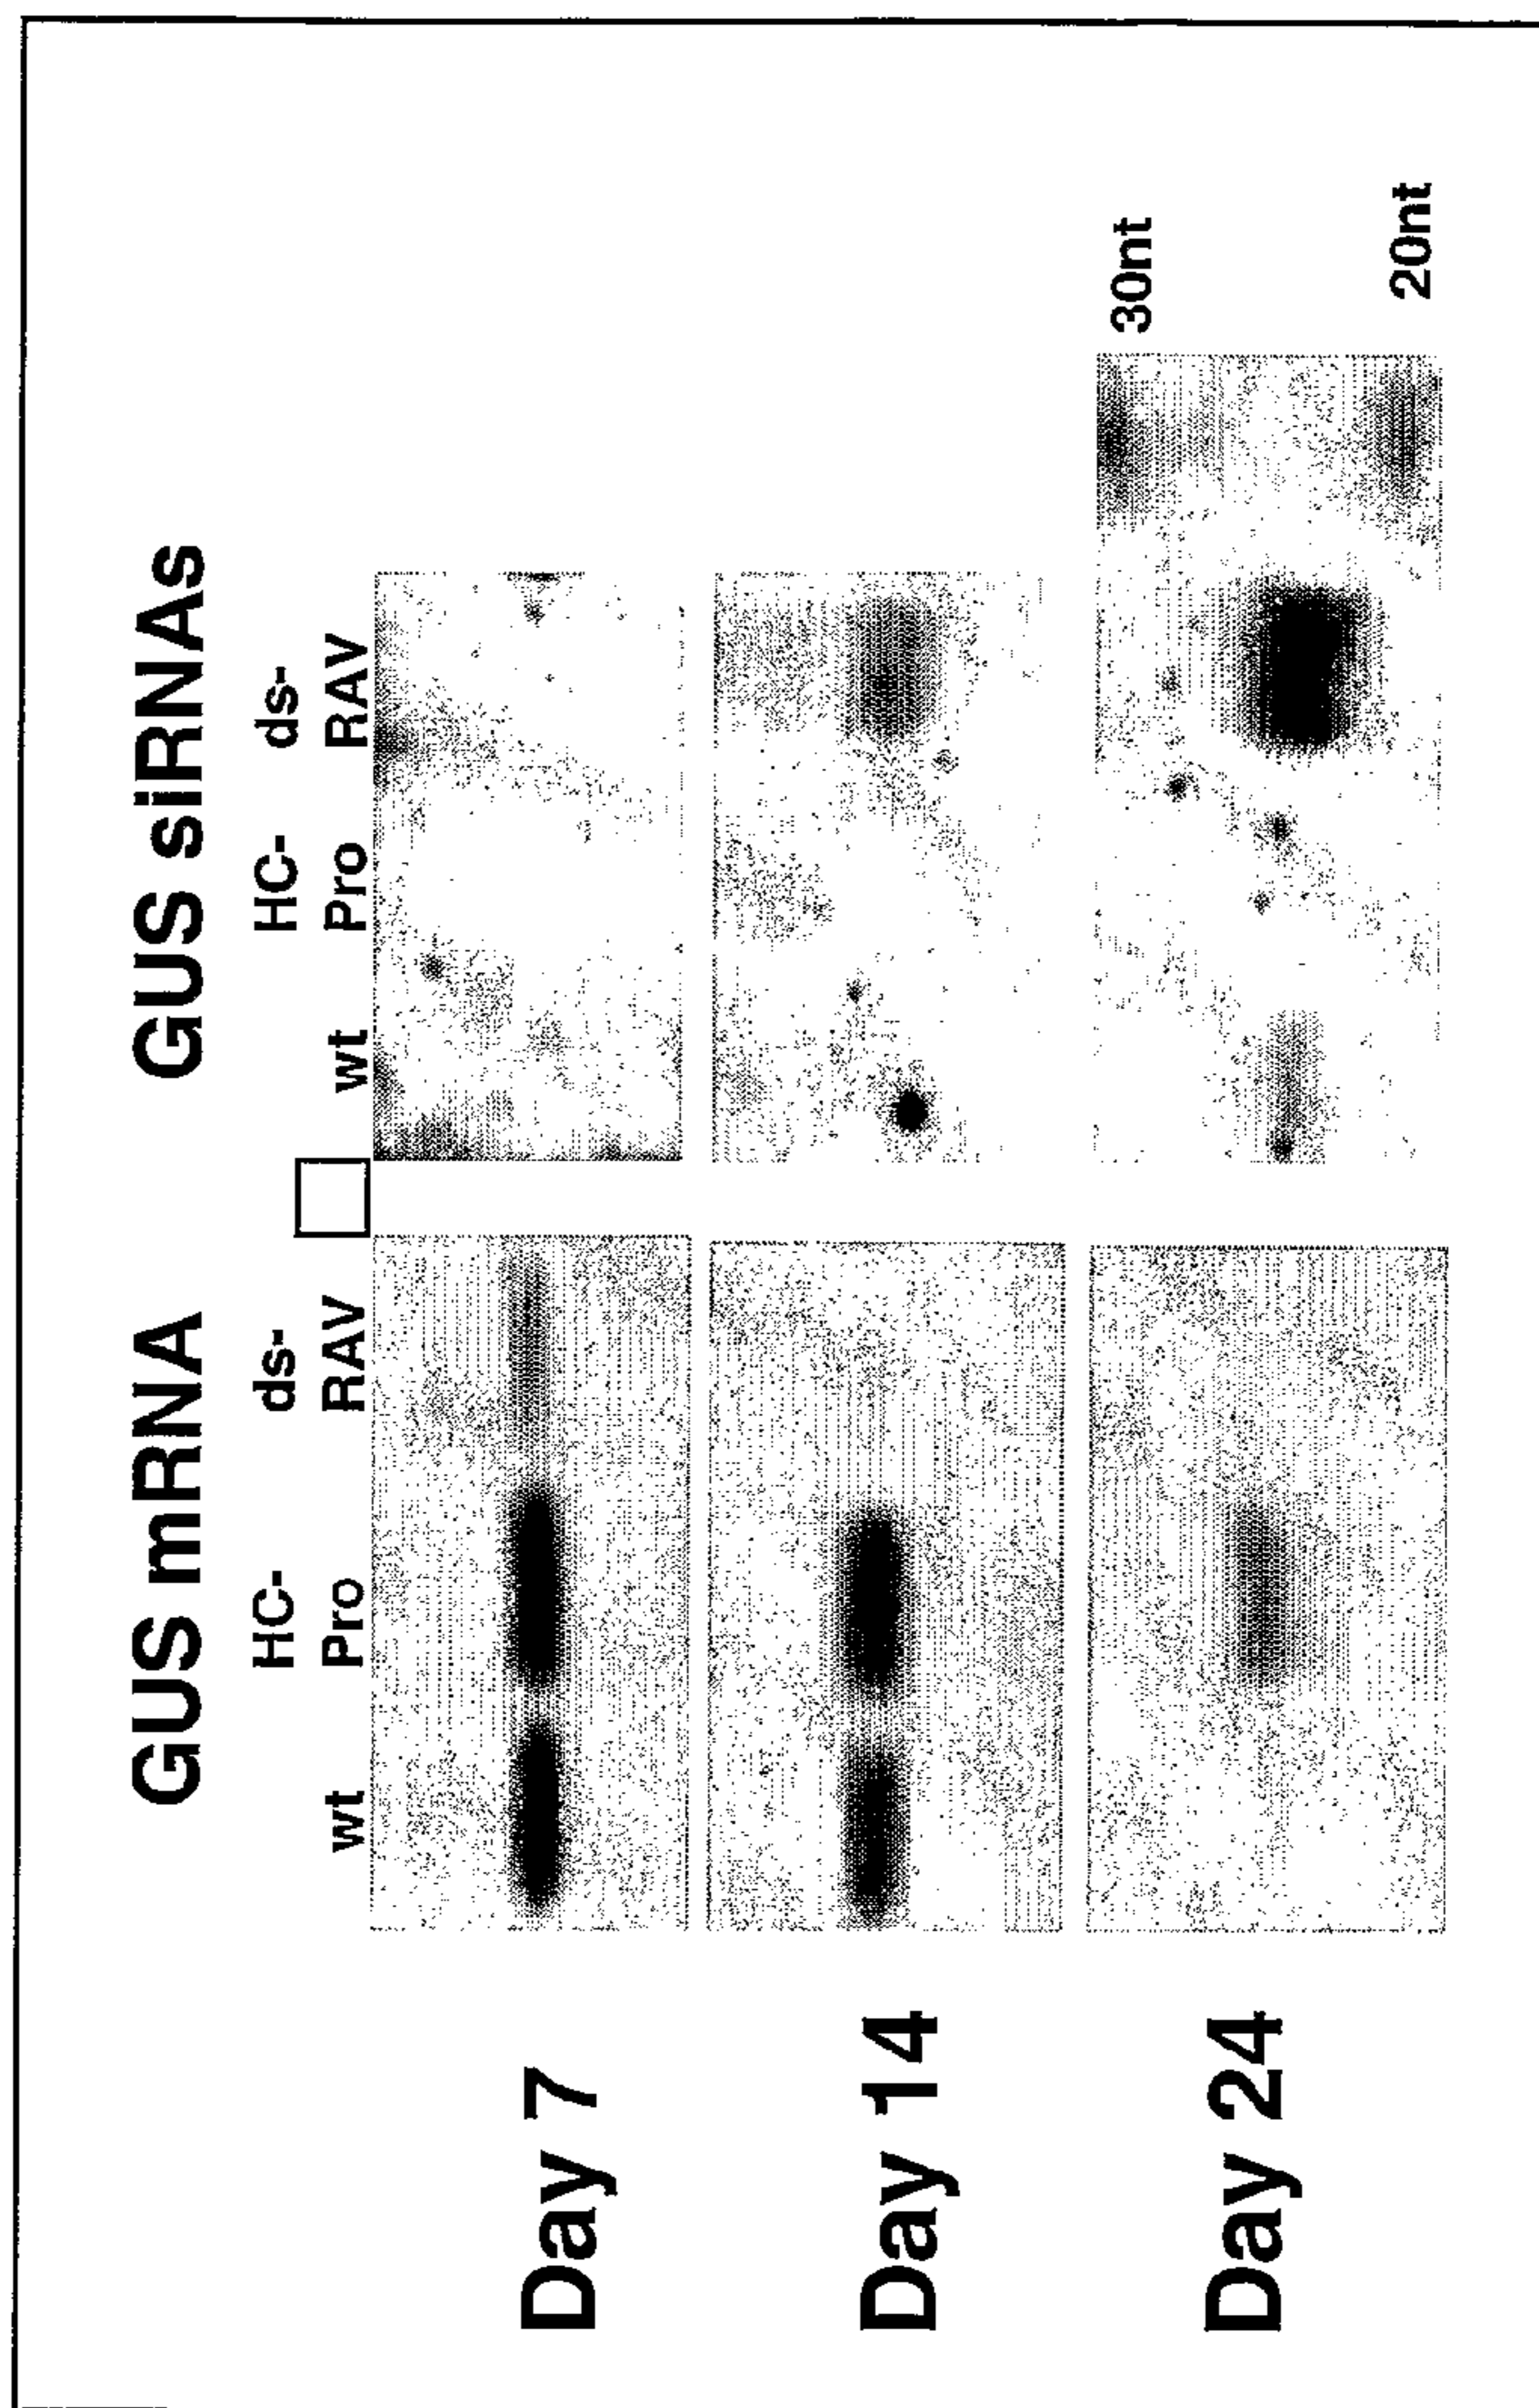 GUS mRNA GUS siRNAs
HC- ds- HC- ds-
wt Pro RAV wt Pro RAV
Day 7
Day 14
Day 24
30nt
20nt